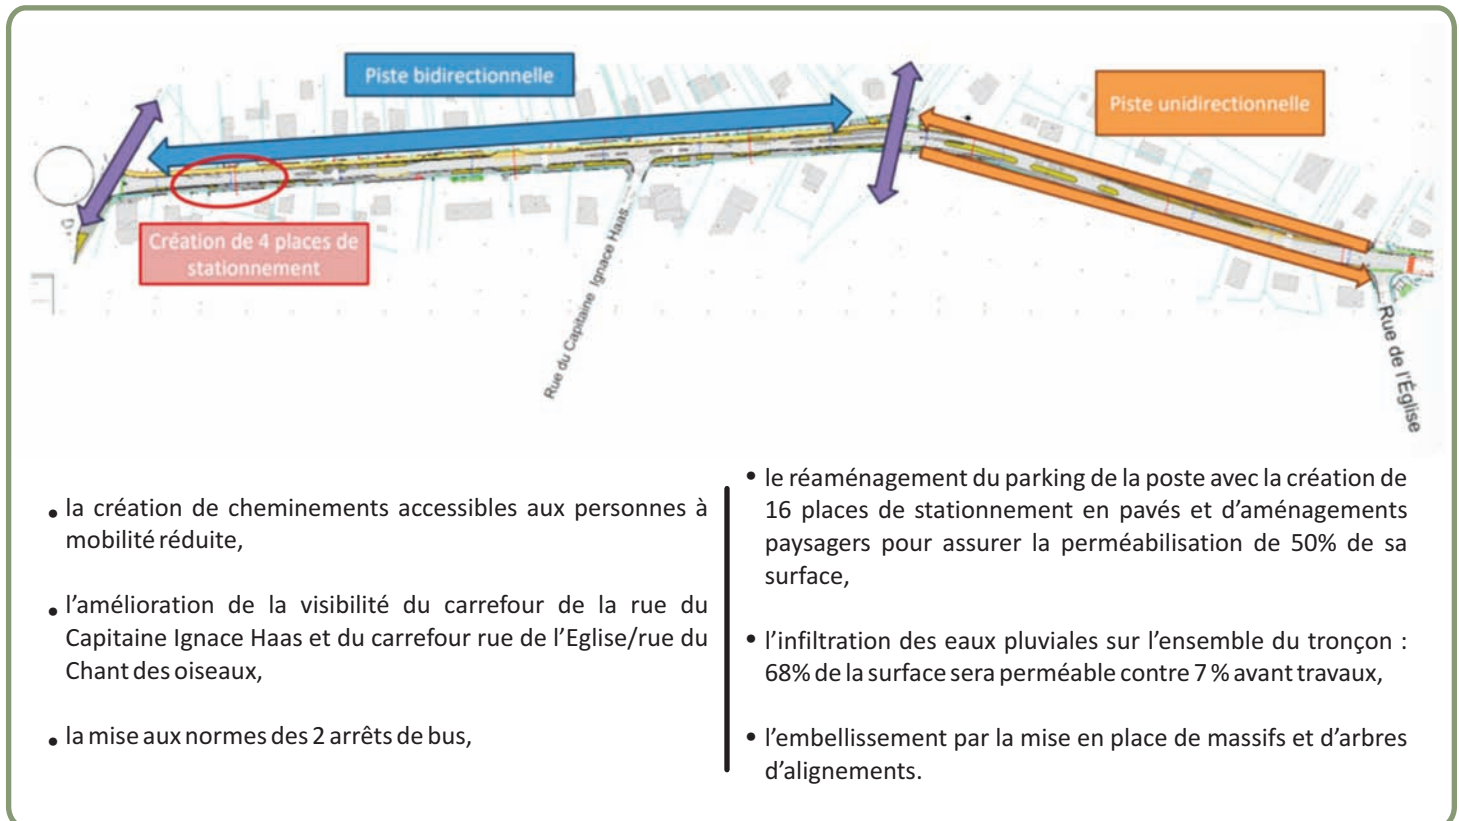 Piste bidirectionnelle
Piste unidirectionnelle
Création de 4 places de
stationnement
Rue du Capitaine Ignace Haas
Rue de l'Église
• la création de cheminements accessibles aux personnes à
mobilité réduite,
• l’amélioration de la visibilité du carrefour de la rue du
Capitaine Ignace Haas et du carrefour rue de l’Eglise/rue du
Chant des oiseaux,
• la mise aux normes des 2 arrêts de bus,
• le réaménagement du parking de la poste avec la création de
16 places de stationnement en pavés et d’aménagements
paysagers pour assurer la perméabilisation de 50% de sa
surface,
• l’infiltration des eaux pluviales sur l’ensemble du tronçon :
68% de la surface sera perméable contre 7 % avant travaux,
• l’embellissement par la mise en place de massifs et d’arbres
d’alignements.